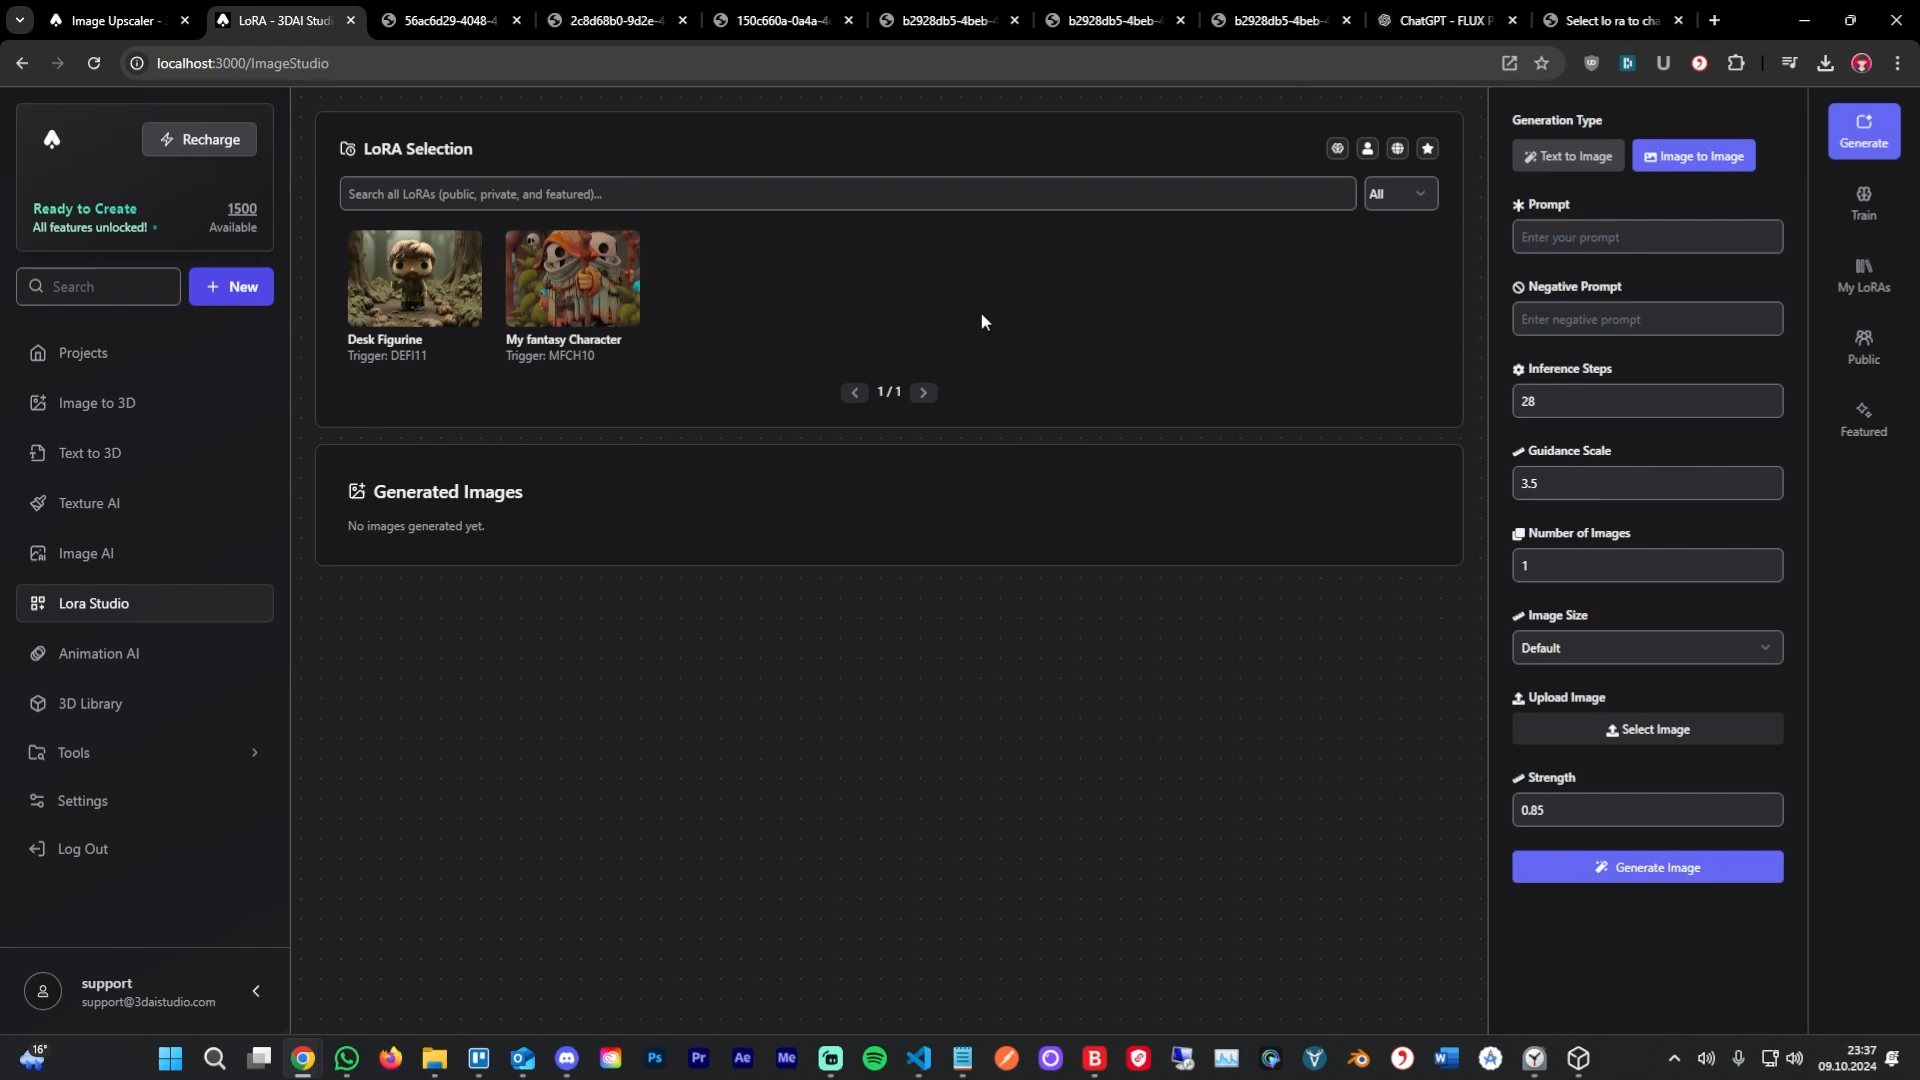 Image Upscaler -
LoRA - 3DAI Studi
56ac6d29-4048-4
2c8d68b0-9d2e-4
150c660a-0a4a-4
b2928db5-4beb-
b2928db5-4beb-
b2928db5-4beb-
ChatGPT - FLUX P
Select lo ra to cha
localhost:3000/ImageStudio
Recharge
Ready to Create
1500
All features unlocked!
Available
Search
+ New
Projects
Image to 3D
Text to 3D
Texture AI
Image AI
Lora Studio
Animation AI
3D Library
Tools
Settings
Log Out
support
support@3daistudio.com
LoRA Selection
Search all LoRAs (public, private, and featured)...
All
Desk Figurine
Trigger: DEFI11
My fantasy Character
Trigger: MFCH10
1 / 1
Generated Images
No images generated yet.
Generation Type
Text to Image
Image to Image
Prompt
Enter your prompt
Negative Prompt
Enter negative prompt
Inference Steps
28
Guidance Scale
3.5
Number of Images
1
Image Size
Default
Upload Image
Select Image
Strength
0.85
Generate Image
Generate
Train
My LoRAs
Public
Featured
16°
Ps
Pr
Ae
Me
23:37
09.10.2024